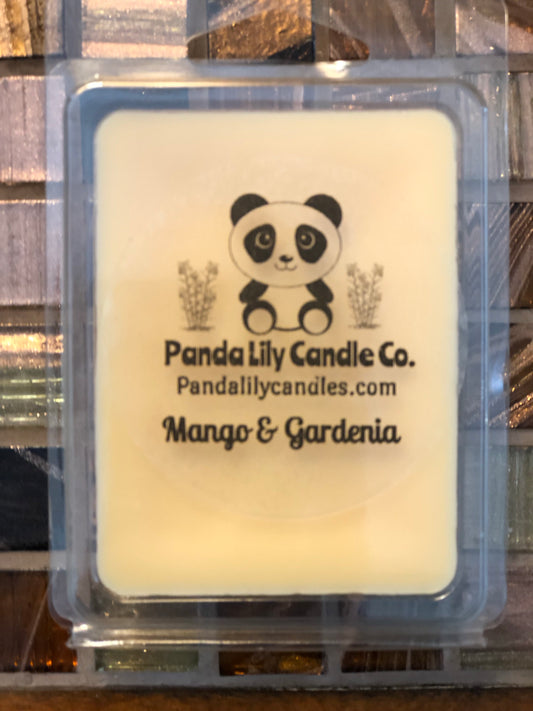 Panda Lily Candle Co.
Pandalilycandles.com
Mango & Gardenia